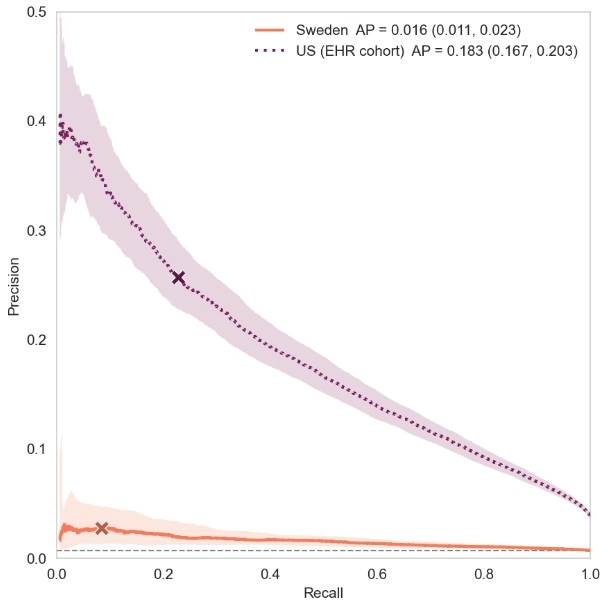 Sweden AP = 0.016 (0.011, 0.023)
US (EHR cohort) AP = 0.183 (0.167, 0.203)
Precision
0.5
0.4
0.3
0.2
0.1
0.0
0.0 0.2 0.4 0.6 0.8 1.0
Recall